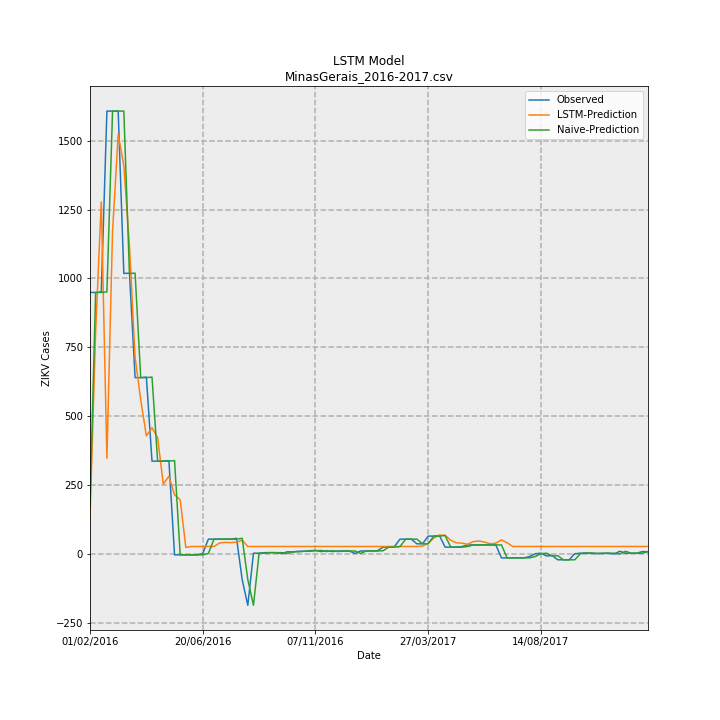 LSTM Model
MinasGerais_2016-2017.csv
Observed
LSTM-Prediction
Naive-Prediction
ZIKV Cases
1500
1250
1000
750
500
250
0
−250
01/02/2016
20/06/2016
07/11/2016
27/03/2017
14/08/2017
Date